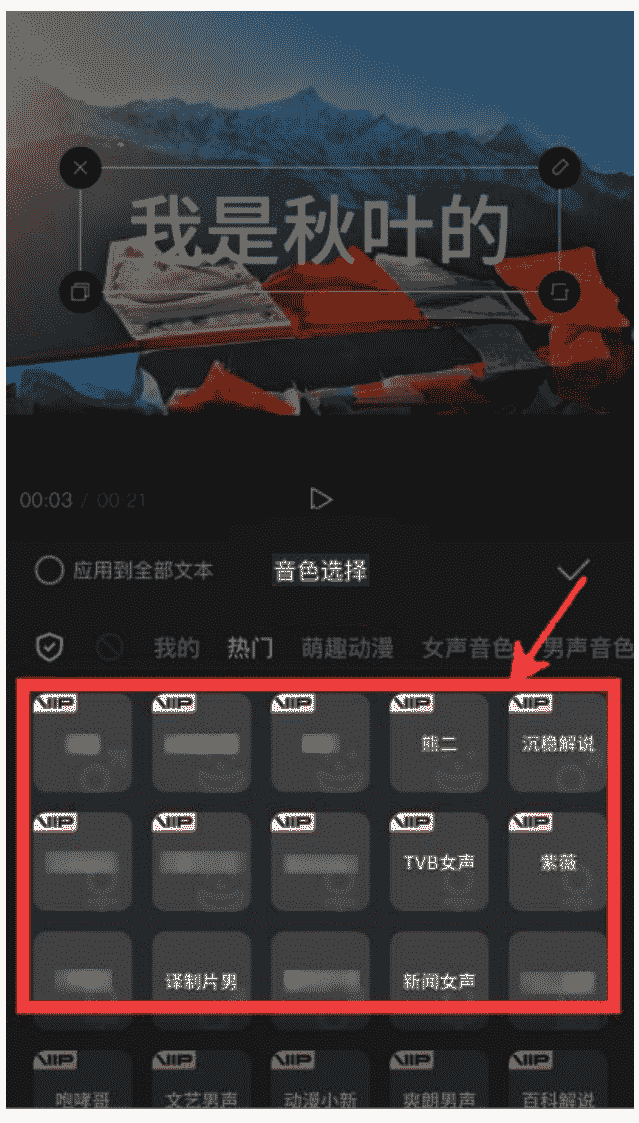 我是秋叶的
00:03 / 00:21
应用到全部文本 音色选择
我的 热门 萌趣动漫 女声音色 男声音色
VIP VIP VIP VIP VIP
熊二 沉稳解说
VIP VIP VIP VIP VIP
TVB女声 紫薇
译制片男 新闻女声
VIP VIP VIP VIP VIP
咆哮哥 文艺男声 动漫小新 爽朗男声 百科解说